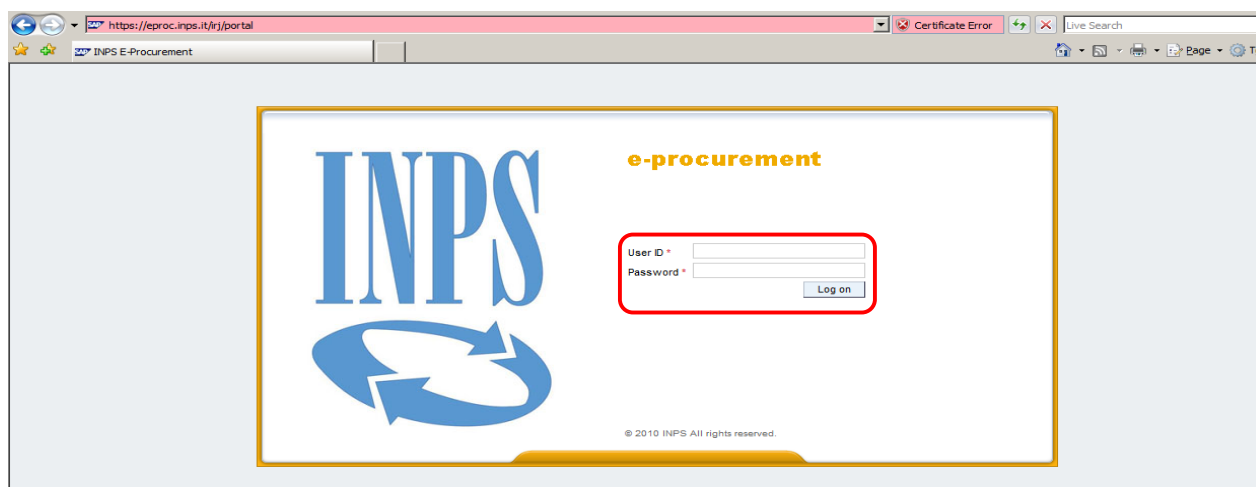 https://eproc.inps.it/irj/portal
Certificate Error
Live Search
INPS E-Procurement
Page
T
INPS
e-procurement
User ID *
Password *
Log on
© 2010 INPS All rights reserved.